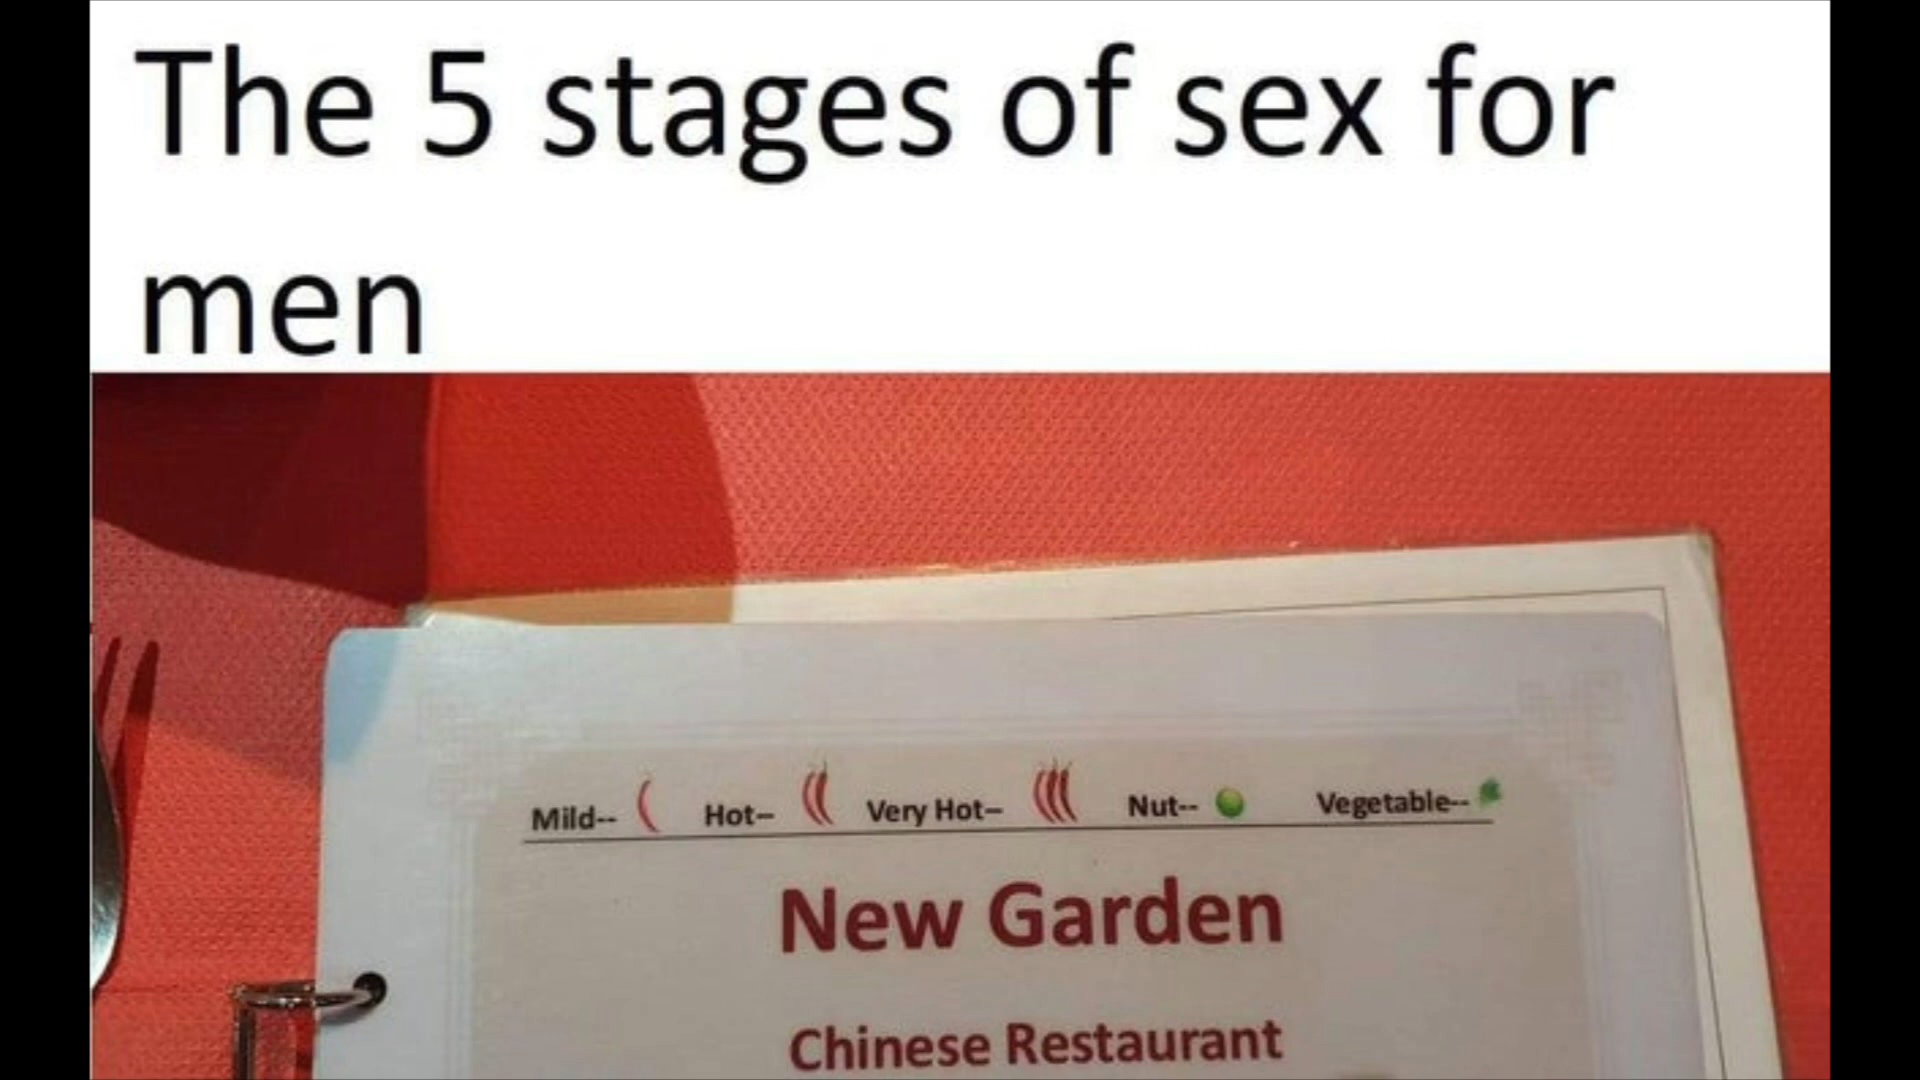 The 5 stages of sex for
men
Mild-- Hot– Very Hot– Nut-- Vegetable--
New Garden
Chinese Restaurant